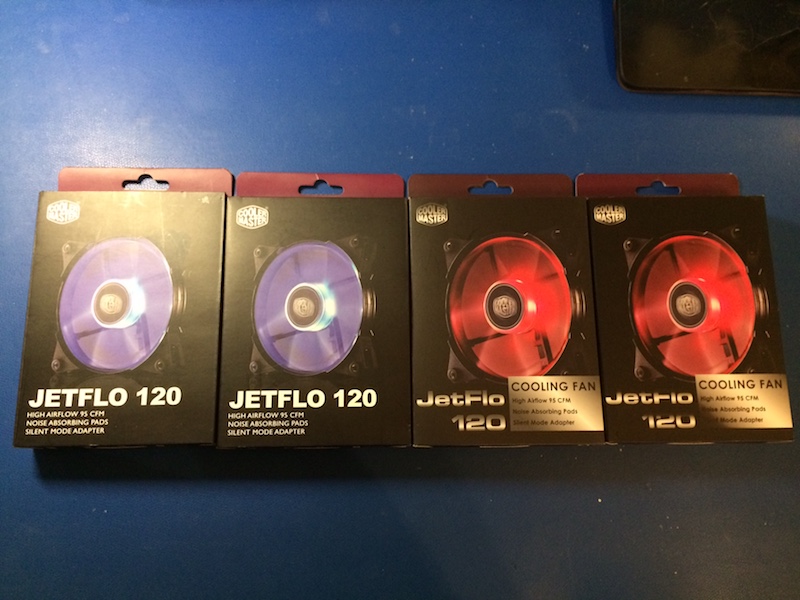 COOLER
MASTER
JETFLO 120
HIGH AIRFLOW 95 CFM
NOISE ABSORBING PADS
SILENT MODE ADAPTER
COOLER
MASTER
JETFLO 120
HIGH AIRFLOW 95 CFM
NOISE ABSORBING PADS
SILENT MODE ADAPTER
COOLER
MASTER
JetFlo
120
COOLING FAN
High Airflow 95 CFM
Noise Absorbing Pads
Silent Mode Adapter
COOLER
MASTER
JetFlo
120
COOLING FAN
High Airflow 95 CFM
Noise Absorbing Pads
Silent Mode Adapter